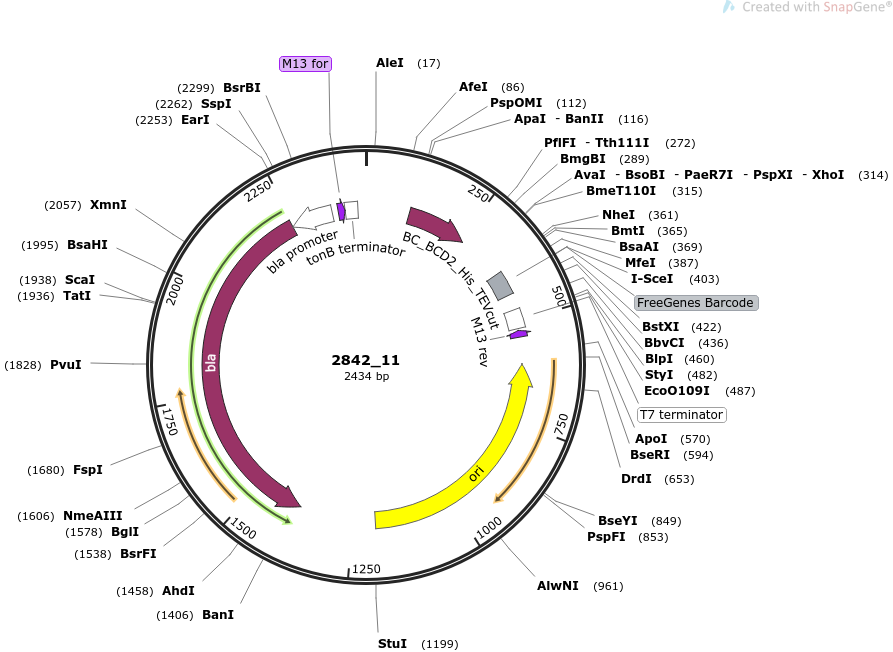 Created with SnapGene®
M13 for
AleI (17)
(2299) BsrBI
(2262) SspI
(2253) EarI
AfeI (86)
PspOMI (112)
ApaI - BanII (116)
PflFI - Tth111I (272)
BmgBI (289)
AvaI - BsoBI - PaeR7I - PspXI - XhoI (314)
BmeT110I (315)
NheI (361)
BmtI (365)
BsaAI (369)
MfeI (387)
I-SceI (403)
FreeGenes Barcode
BstXI (422)
BbvCI (436)
BlpI (460)
StyI (482)
EcoO109I (487)
T7 terminator
ApoI (570)
BseRI (594)
DrdI (653)
BseYI (849)
PspFI (853)
AlwNI (961)
StuI (1199)
(1406) BanI
(1458) AhdI
(1538) BsrFI
(1578) BglI
(1606) NmeAIII
(1680) FspI
(1828) PvuI
(1936) TatI
(1938) ScaI
(1995) BsaHI
(2057) XmnI
250
500
750
1000
1250
1500
1750
2000
2250
bla promoter
tonB terminator
BC_BCD2_His_TEVcut
M13 rev
bla
ori
2842_11
2434 bp